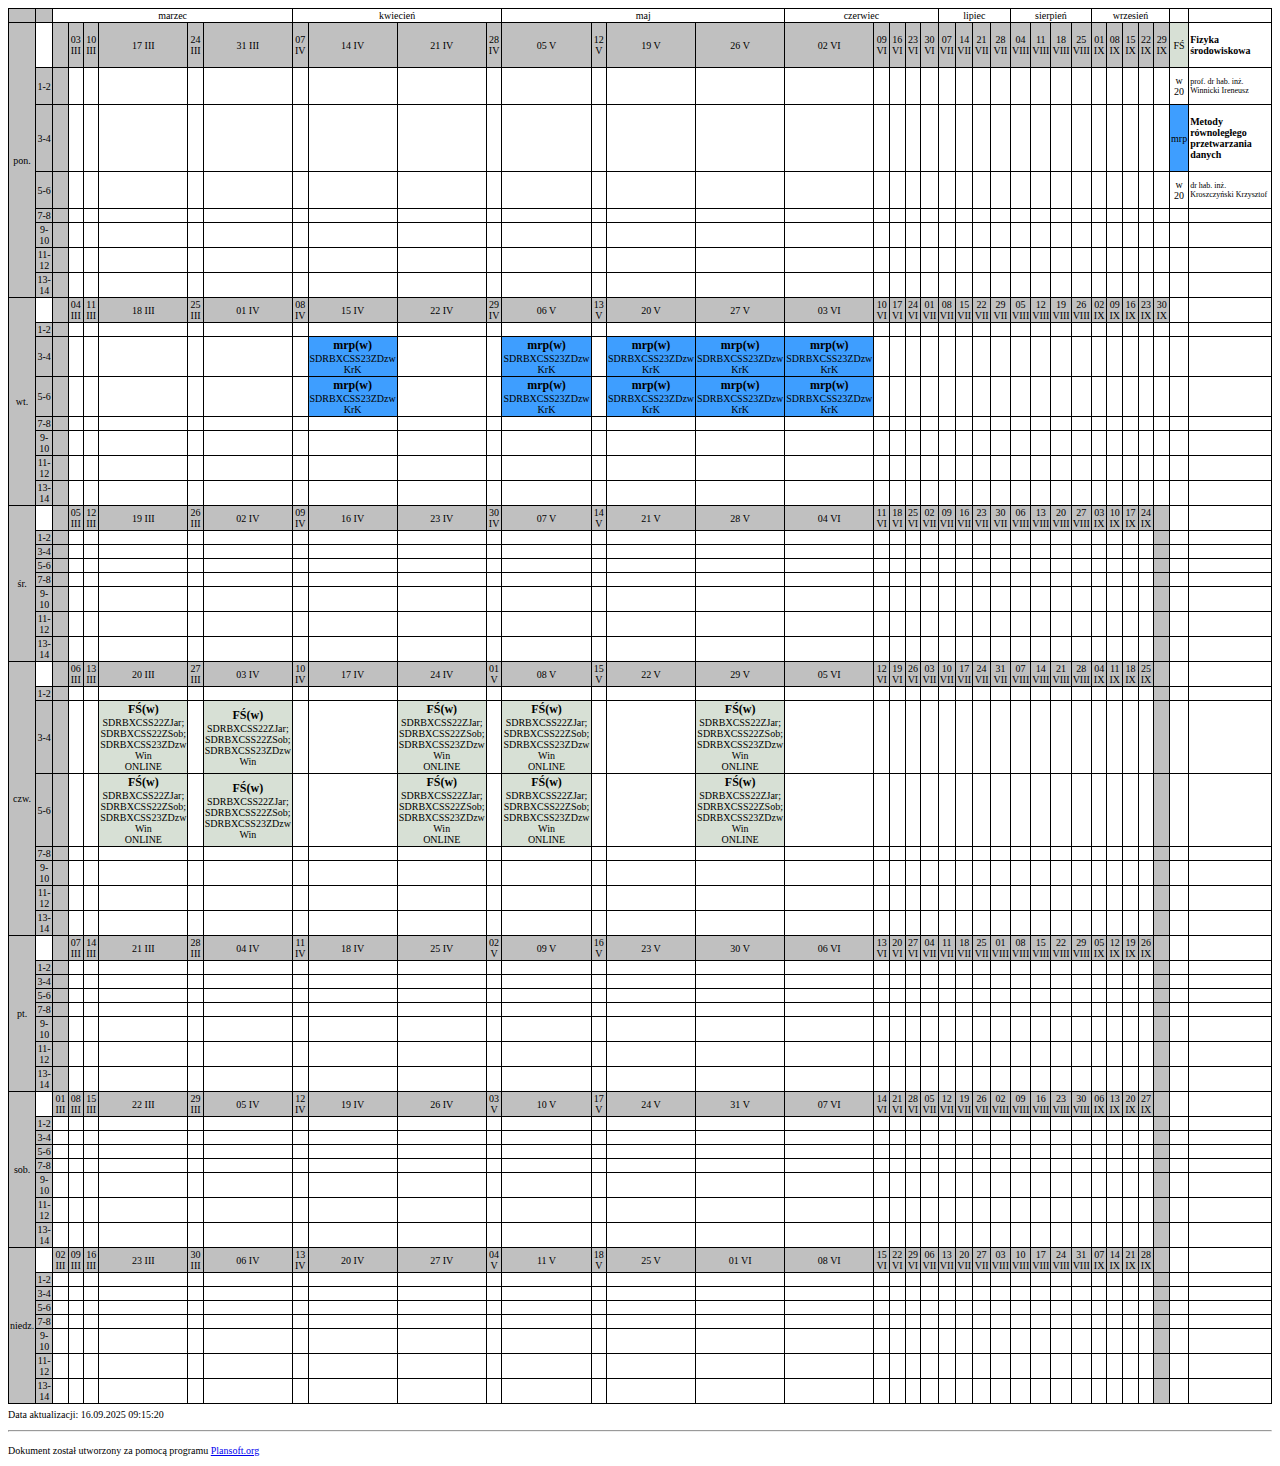 marzec kwiecień maj czerwiec lipiec sierpień wrzesień
pon. 03 III 10 III 17 III 24 III 31 III 07 IV 14 IV 21 IV 28 IV 05 V 12 V 19 V 26 V 02 VI 09 VI 16 VI 23 VI 30 VI 07 VII 14 VII 21 VII 28 VII 04 VIII 11 VIII 18 VIII 25 VIII 01 IX 08 IX 15 IX 22 IX 29 IX FŚ Fizyka środowiskowa
1-2 w 20 prof. dr hab. inż. Winnicki Ireneusz
3-4 mrp Metody równoległego przetwarzania danych
5-6 w 20 dr hab. inż. Kroszczyński Krzysztof
7-8
9-10
11-12
13-14
wt. 04 III 11 III 18 III 25 III 01 IV 08 IV 15 IV 22 IV 29 IV 06 V 13 V 20 V 27 V 03 VI 10 VI 17 VI 24 VI 01 VII 08 VII 15 VII 22 VII 29 VII 05 VIII 12 VIII 19 VIII 26 VIII 02 IX 09 IX 16 IX 23 IX 30 IX
1-2
3-4 mrp(w) mrp(w) mrp(w) mrp(w) mrp(w)
SDRBXCSS23ZDzw SDRBXCSS23ZDzw SDRBXCSS23ZDzw SDRBXCSS23ZDzw SDRBXCSS23ZDzw
KrK KrK KrK KrK KrK
5-6 mrp(w) mrp(w) mrp(w) mrp(w) mrp(w)
SDRBXCSS23ZDzw SDRBXCSS23ZDzw SDRBXCSS23ZDzw SDRBXCSS23ZDzw SDRBXCSS23ZDzw
KrK KrK KrK KrK KrK
7-8
9-10
11-12
13-14
śr. 05 III 12 III 19 III 26 III 02 IV 09 IV 16 IV 23 IV 30 IV 07 V 14 V 21 V 28 V 04 VI 11 VI 18 VI 25 VI 02 VII 09 VII 16 VII 23 VII 30 VII 06 VIII 13 VIII 20 VIII 27 VIII 03 IX 10 IX 17 IX 24 IX
1-2
3-4
5-6
7-8
9-10
11-12
13-14
czw. 06 III 13 III 20 III 27 III 03 IV 10 IV 17 IV 24 IV 01 V 08 V 15 V 22 V 29 V 05 VI 12 VI 19 VI 26 VI 03 VII 10 VII 17 VII 24 VII 31 VII 07 VIII 14 VIII 21 VIII 28 VIII 04 IX 11 IX 18 IX 25 IX
1-2
3-4 FŚ(w) FŚ(w) FŚ(w) FŚ(w) FŚ(w)
SDRBXCSS22ZJar; SDRBXCSS22ZJar; SDRBXCSS22ZJar; SDRBXCSS22ZJar; SDRBXCSS22ZJar;
SDRBXCSS22ZSob; SDRBXCSS22ZSob; SDRBXCSS22ZSob; SDRBXCSS22ZSob; SDRBXCSS22ZSob;
SDRBXCSS23ZDzw SDRBXCSS23ZDzw SDRBXCSS23ZDzw SDRBXCSS23ZDzw SDRBXCSS23ZDzw
Win Win Win Win Win
ONLINE ONLINE ONLINE ONLINE
5-6 FŚ(w) FŚ(w) FŚ(w) FŚ(w) FŚ(w)
SDRBXCSS22ZJar; SDRBXCSS22ZJar; SDRBXCSS22ZJar; SDRBXCSS22ZJar; SDRBXCSS22ZJar;
SDRBXCSS22ZSob; SDRBXCSS22ZSob; SDRBXCSS22ZSob; SDRBXCSS22ZSob; SDRBXCSS22ZSob;
SDRBXCSS23ZDzw SDRBXCSS23ZDzw SDRBXCSS23ZDzw SDRBXCSS23ZDzw SDRBXCSS23ZDzw
Win Win Win Win Win
ONLINE ONLINE ONLINE ONLINE
7-8
9-10
11-12
13-14
pt. 07 III 14 III 21 III 28 III 04 IV 11 IV 18 IV 25 IV 02 V 09 V 16 V 23 V 30 V 06 VI 13 VI 20 VI 27 VI 04 VII 11 VII 18 VII 25 VII 01 VIII 08 VIII 15 VIII 22 VIII 29 VIII 05 IX 12 IX 19 IX 26 IX
1-2
3-4
5-6
7-8
9-10
11-12
13-14
sob. 01 III 08 III 15 III 22 III 29 III 05 IV 12 IV 19 IV 26 IV 03 V 10 V 17 V 24 V 31 V 07 VI 14 VI 21 VI 28 VI 05 VII 12 VII 19 VII 26 VII 02 VIII 09 VIII 16 VIII 23 VIII 30 VIII 06 IX 13 IX 20 IX 27 IX
1-2
3-4
5-6
7-8
9-10
11-12
13-14
niedz. 02 III 09 III 16 III 23 III 30 III 06 IV 13 IV 20 IV 27 IV 04 V 11 V 18 V 25 V 01 VI 08 VI 15 VI 22 VI 29 VI 06 VII 13 VII 20 VII 27 VII 03 VIII 10 VIII 17 VIII 24 VIII 31 VIII 07 IX 14 IX 21 IX 28 IX
1-2
3-4
5-6
7-8
9-10
11-12
13-14
Data aktualizacji: 16.09.2025 09:15:20
Dokument został utworzony za pomocą programu Plansoft.org